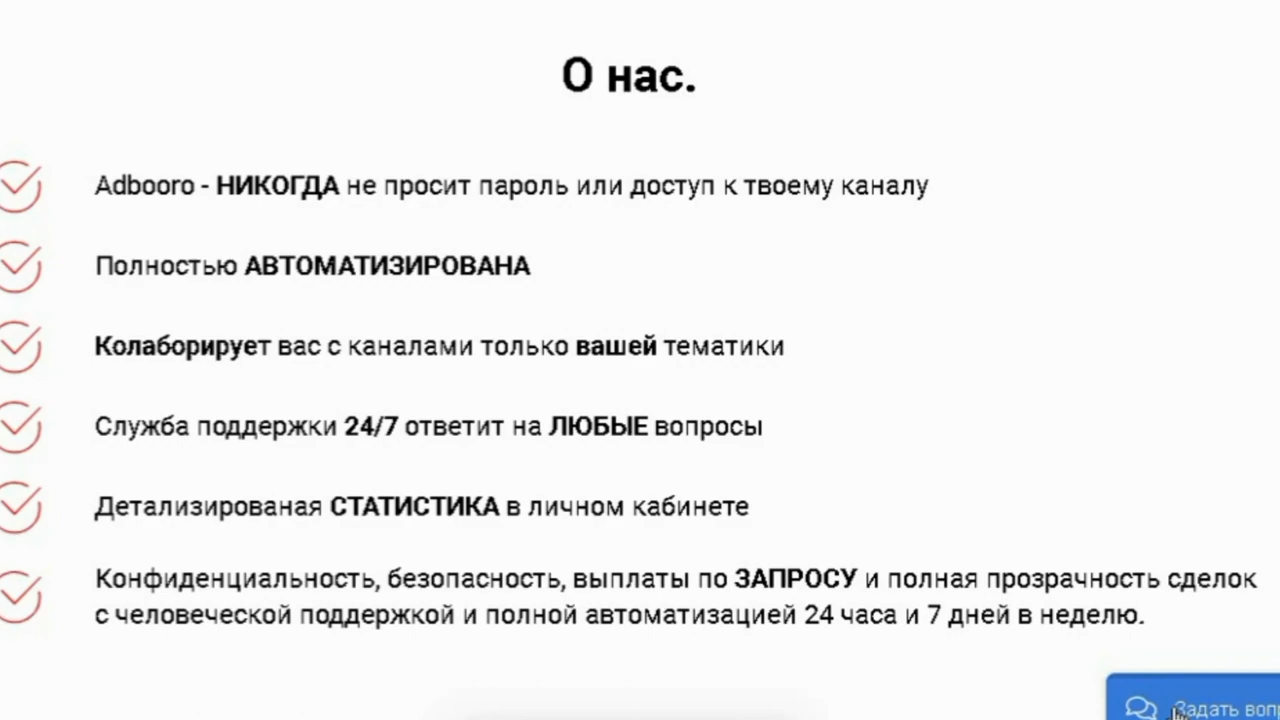 О нас.
Adbooro - НИКОГДА не просит пароль или доступ к твоему каналу
Полностью АВТОМАТИЗИРОВАНА
Колаборирует вас с каналами только вашей тематики
Служба поддержки 24/7 ответит на ЛЮБЫЕ вопросы
Детализированая СТАТИСТИКА в личном кабинете
Конфиденциальность, безопасность, выплаты по ЗАПРОСУ и полная прозрачность сделок
с человеческой поддержкой и полной автоматизацией 24 часа и 7 дней в неделю.
Задать